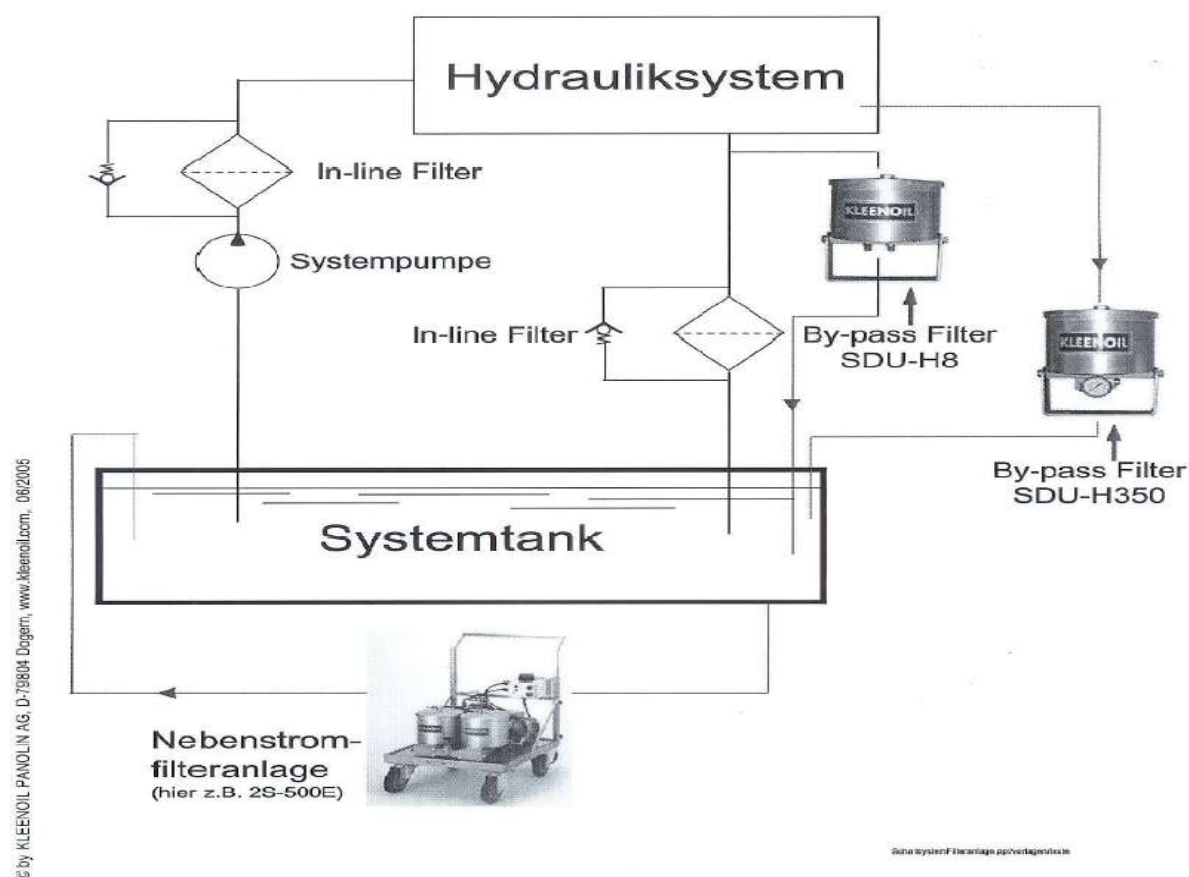 Hydrauliksystem
In-line Filter
KLEENOIL
Systempumpe
In-line Filter
By-pass Filter
SDU-H8
KLEENOIL
By-pass Filter
SDU-H350
Systemtank
Nebenstrom-
filteranlage
(hier z.B. 2S-500E)
© by KLEENOIL PANOLIN AG, D-79804 Dogern, www.kleenoil.com, 06/2005